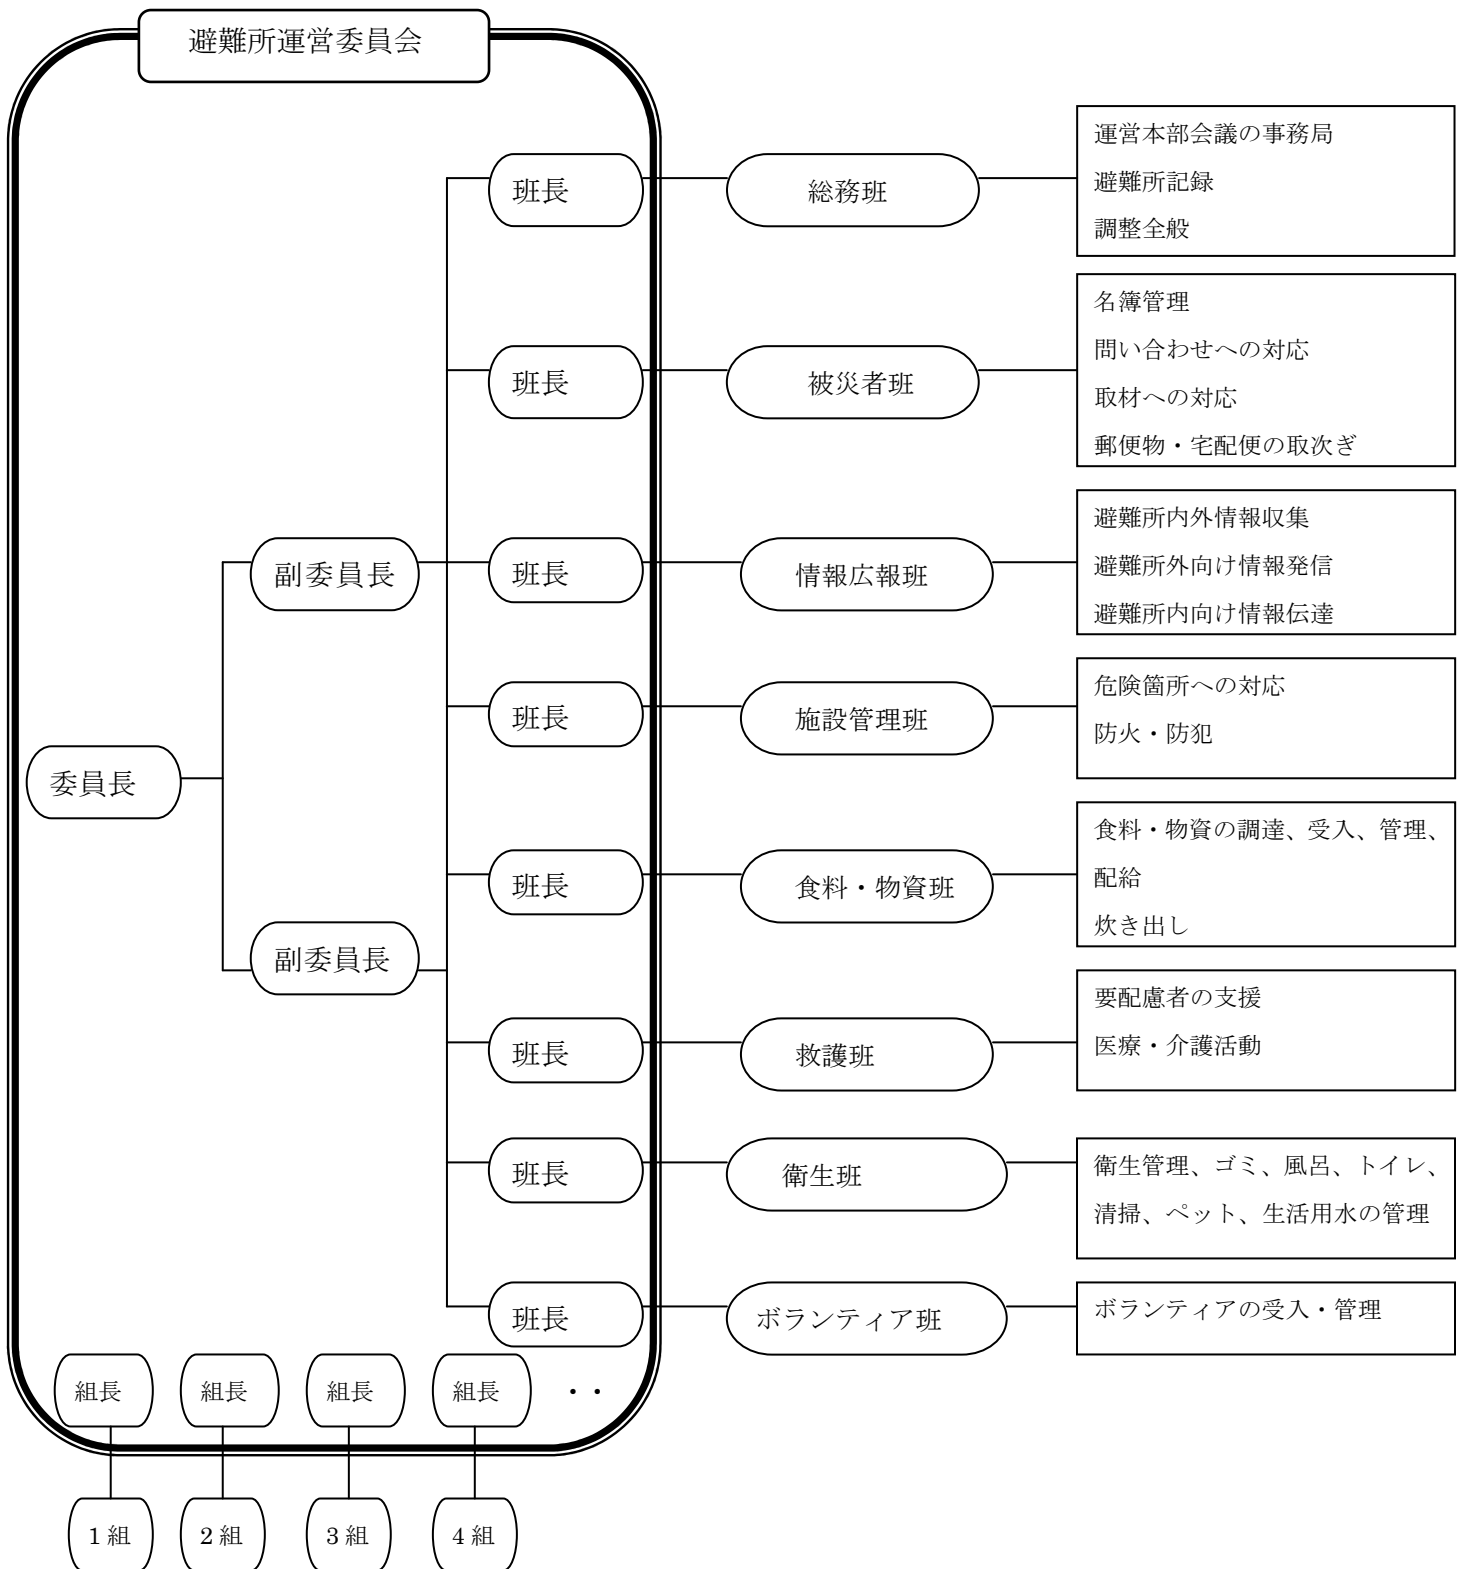 避難所運営委員会
運営本部会議の事務局
避難所記録
調整全般
班長
総務班
名簿管理
問い合わせへの対応
取材への対応
郵便物・宅配便の取次ぎ
班長
被災者班
避難所内外情報収集
避難所外向け情報発信
避難所内向け情報伝達
副委員長
班長
情報広報班
危険箇所への対応
防火・防犯
班長
施設管理班
委員長
食料・物資の調達、受入、管理、
配給
炊き出し
班長
食料・物資班
副委員長
要配慮者の支援
医療・介護活動
班長
救護班
衛生管理、ゴミ、風呂、トイレ、
清掃、ペット、生活用水の管理
班長
衛生班
班長
ボランティア班
ボランティアの受入・管理
組長
組長
組長
組長
・・
1組
2組
3組
4組